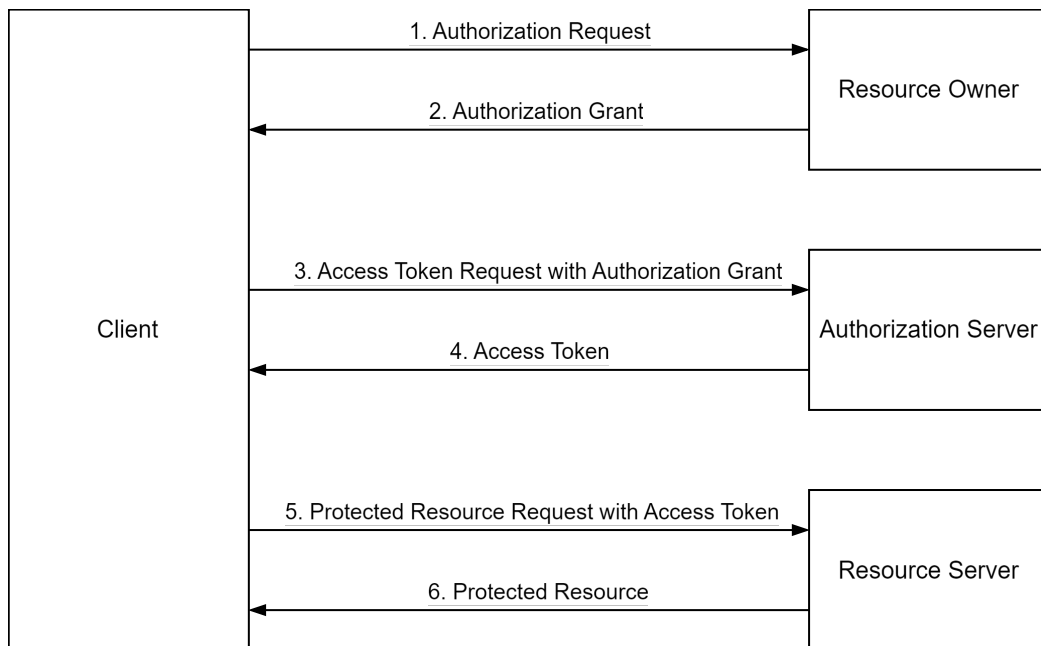 1. Authorization Request
Resource Owner
2. Authorization Grant
3. Access Token Request with Authorization Grant
Client
Authorization Server
4. Access Token
5. Protected Resource Request with Access Token
Resource Server
6. Protected Resource